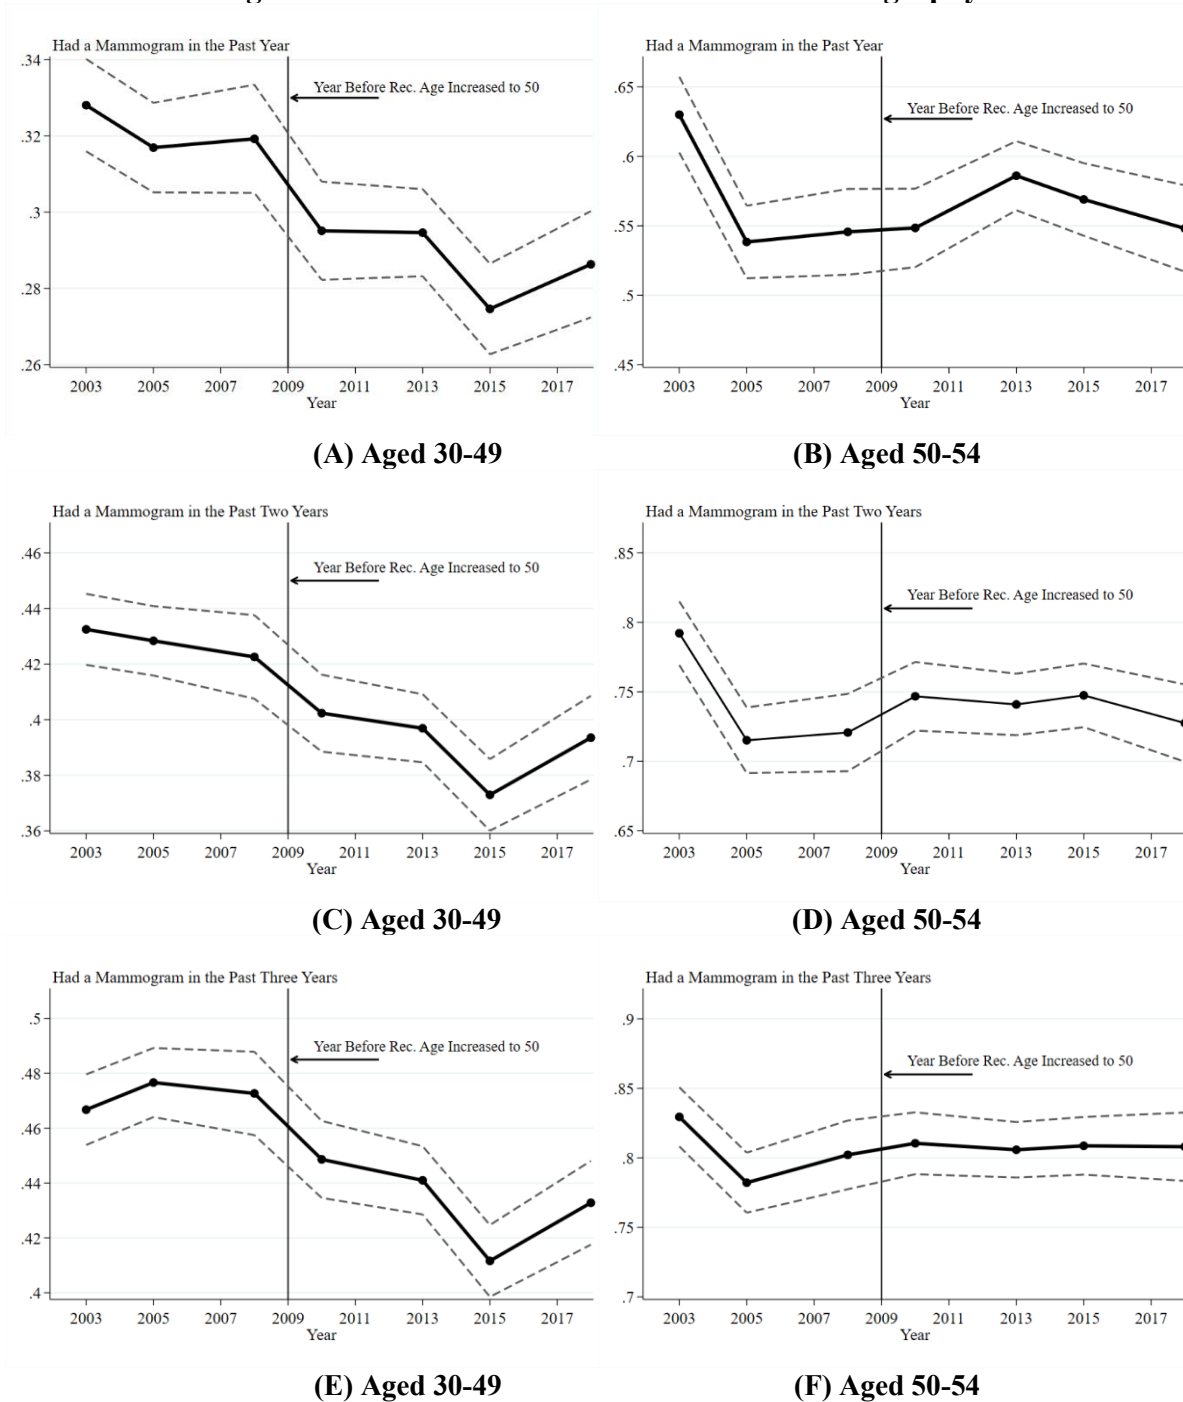 Had a Mammogram in the Past Year
.34
.32
.3
.28
.26
Year Before Rec. Age Increased to 50
2003 2005 2007 2009 2011 2013 2015 2017
Year
(A) Aged 30-49
Had a Mammogram in the Past Year
.65
.6
.55
.5
.45
Year Before Rec. Age Increased to 50
2003 2005 2007 2009 2011 2013 2015 2017
Year
(B) Aged 50-54
Had a Mammogram in the Past Two Years
.46
.44
.42
.4
.38
.36
Year Before Rec. Age Increased to 50
2003 2005 2007 2009 2011 2013 2015 2017
Year
(C) Aged 30-49
Had a Mammogram in the Past Two Years
.85
.8
.75
.7
.65
Year Before Rec. Age Increased to 50
2003 2005 2007 2009 2011 2013 2015 2017
Year
(D) Aged 50-54
Had a Mammogram in the Past Three Years
.5
.48
.46
.44
.42
.4
Year Before Rec. Age Increased to 50
2003 2005 2007 2009 2011 2013 2015 2017
Year
(E) Aged 30-49
Had a Mammogram in the Past Three Years
.9
.85
.8
.75
.7
Year Before Rec. Age Increased to 50
2003 2005 2007 2009 2011 2013 2015 2017
Year
(F) Aged 50-54